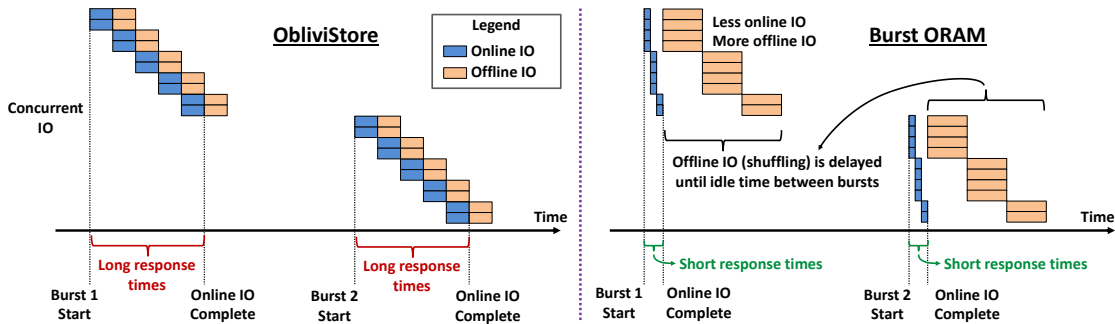 ObliviStore
Legend
Online IO
Offline IO
Concurrent
IO
Time
Long response
times
Long response
times
Burst 1
Start
Online IO
Complete
Burst 2
Start
Online IO
Complete
Less online IO
More offline IO
Burst ORAM
Offline IO (shuffling) is delayed
until idle time between bursts
Time
Short response times
Short response times
Burst 1
Start
Online IO
Complete
Burst 2
Start
Online IO
Complete